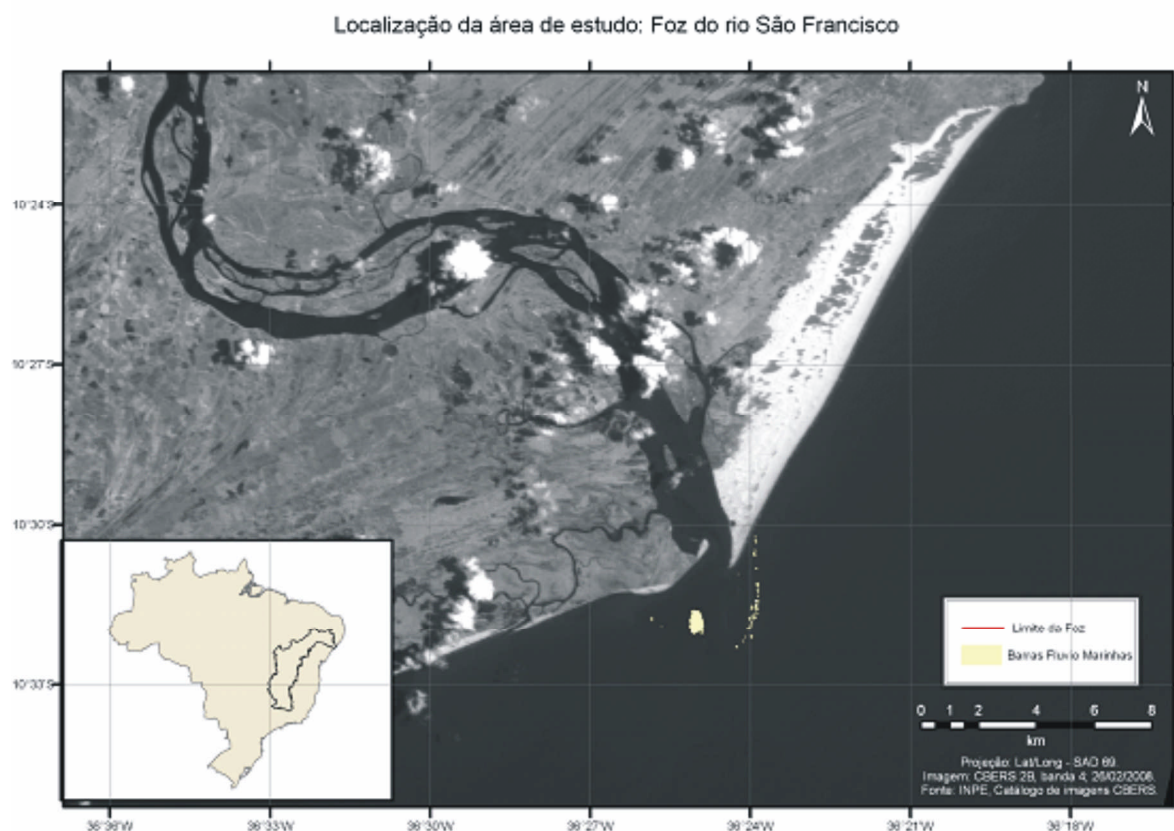 Localização da área de estudo: Foz do rio São Francisco
N
10°24'S
10°27'S
10°30'S
10°33'S
Limite da Foz
Barras Fluvio Marinhas
0 1 2 4 6 8
km
Projeção: Lat/Long - SAD 69.
Imagem: CBERS 2B, banda 4; 26/02/2008.
Fonte: INPE, Catálogo de imagens CBERS.
36°36'W 36°33'W 36°30'W 36°27'W 36°24'W 36°21'W 36°18'W